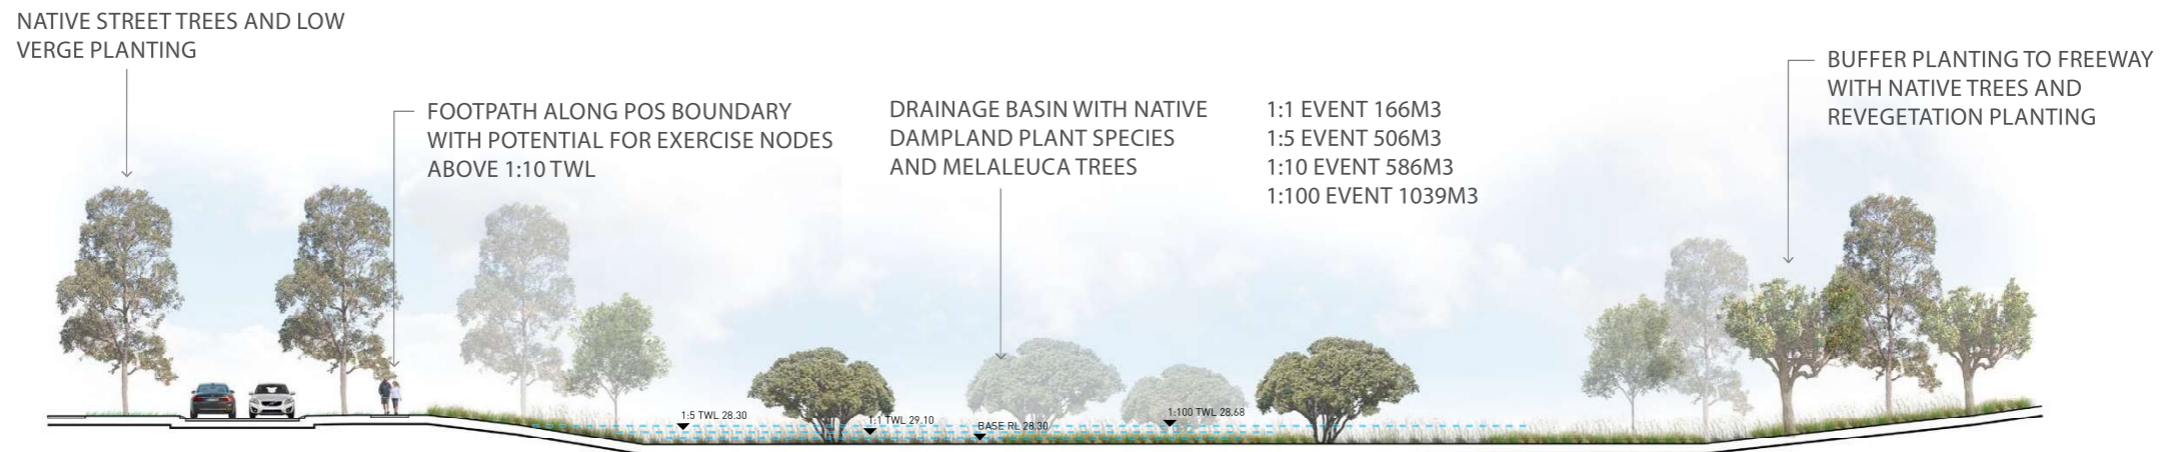 NATIVE STREET TREES AND LOW
VERGE PLANTING
FOOTPATH ALONG POS BOUNDARY
WITH POTENTIAL FOR EXERCISE NODES
ABOVE 1:10 TWL
DRAINAGE BASIN WITH NATIVE
DAMPLAND PLANT SPECIES
AND MELALEUCA TREES
1:1 EVENT 166M3
1:5 EVENT 506M3
1:10 EVENT 586M3
1:100 EVENT 1039M3
BUFFER PLANTING TO FREEWAY
WITH NATIVE TREES AND
REVEGETATION PLANTING
1:5 TWL 28.30
1:1 TWL 29.10
BASE RL 28.30
1:100 TWL 28.68